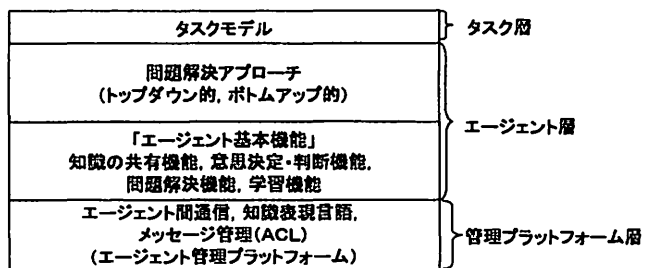 タスクモデル
タスク層
問題解決アプローチ
(トップダウン的, ボトムアップ的)
エージェント層
「エージェント基本機能」
知識の共有機能, 意思決定・判断機能,
問題解決機能, 学習機能
エージェント間通信, 知識表現言語,
メッセージ管理(ACL)
(エージェント管理プラットフォーム)
管理プラットフォーム層